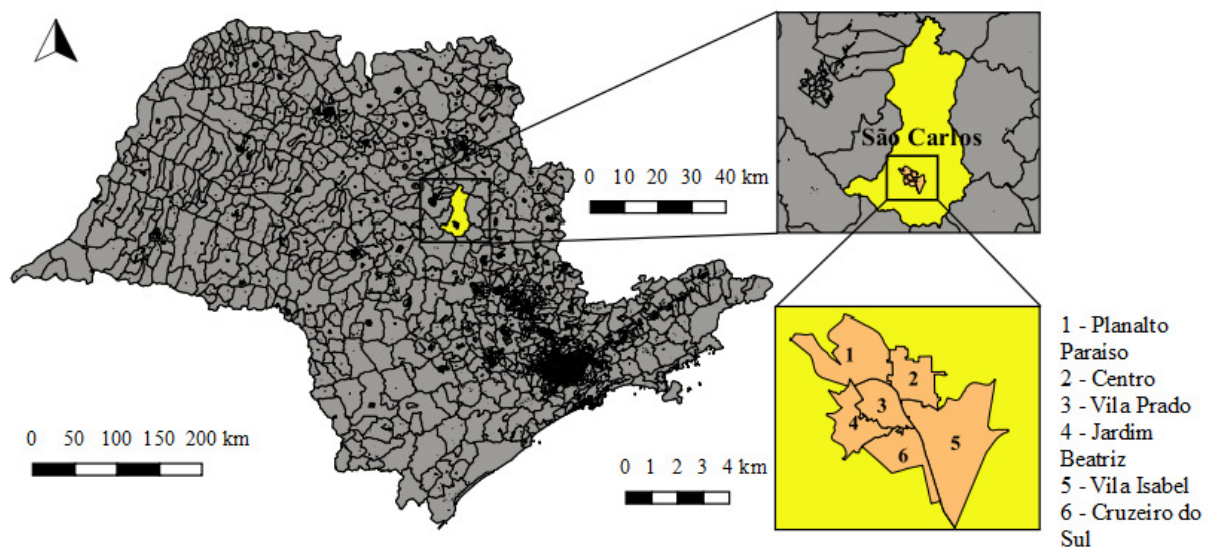 São Carlos
0 10 20 30 40 km
0 50 100 150 200 km
0 1 2 3 4 km
1
2
3
4
4
5
6
1 - Planalto
Paraíso
2 - Centro
3 - Vila Prado
4 - Jardim
Beatriz
5 - Vila Isabel
6 - Cruzeiro do
Sul